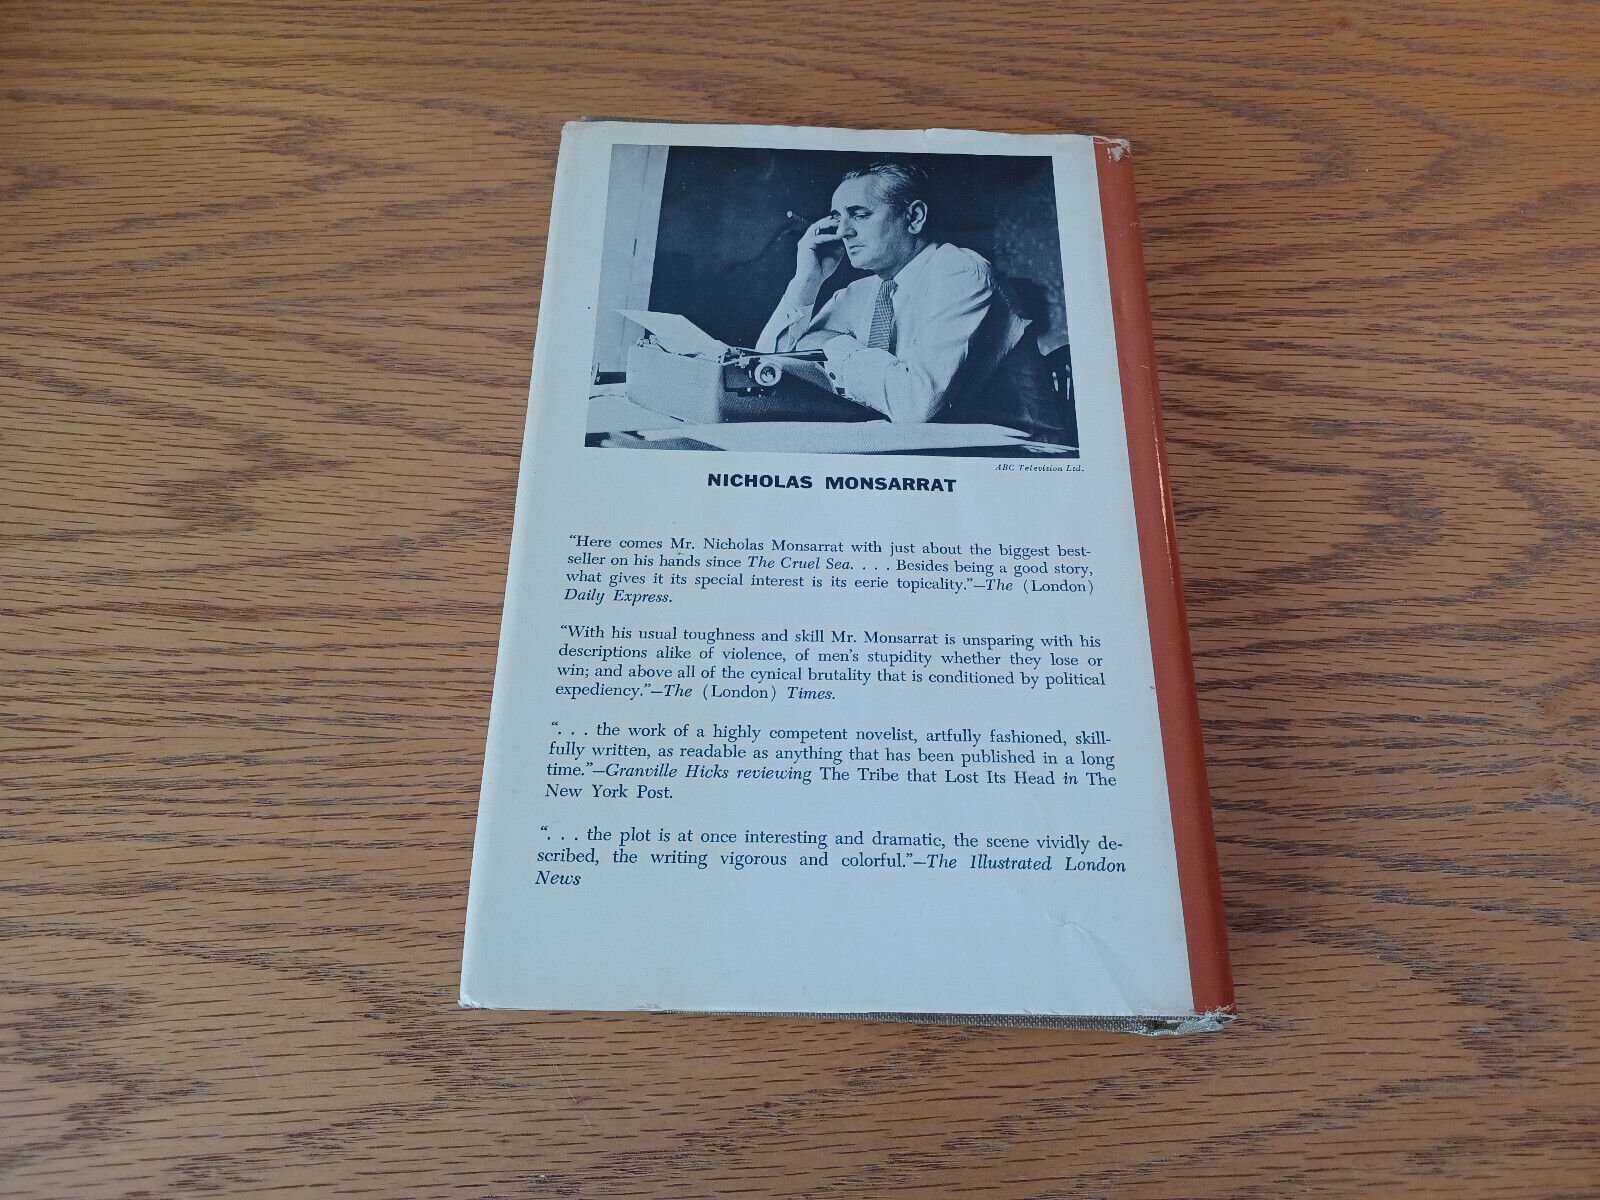 ABC Television Ltd.
NICHOLAS MONSARRAT
“Here comes Mr. Nicholas Monsarrat with just about the biggest best-
seller on his hands since The Cruel Sea. . . . Besides being a good story,
what gives it its special interest is its eerie topicality.”—The (London)
Daily Express.
“With his usual toughness and skill Mr. Monsarrat is unsparing with his
descriptions alike of violence, of men’s stupidity whether they lose or
win; and above all of the cynical brutality that is conditioned by political
expediency.”—The (London) Times.
“. . . the work of a highly competent novelist, artfully fashioned, skill-
fully written, as readable as anything that has been published in a long
time.”—Granville Hicks reviewing The Tribe that Lost Its Head in The
New York Post.
“. . . the plot is at once interesting and dramatic, the scene vividly de-
scribed, the writing vigorous and colorful.”—The Illustrated London
News